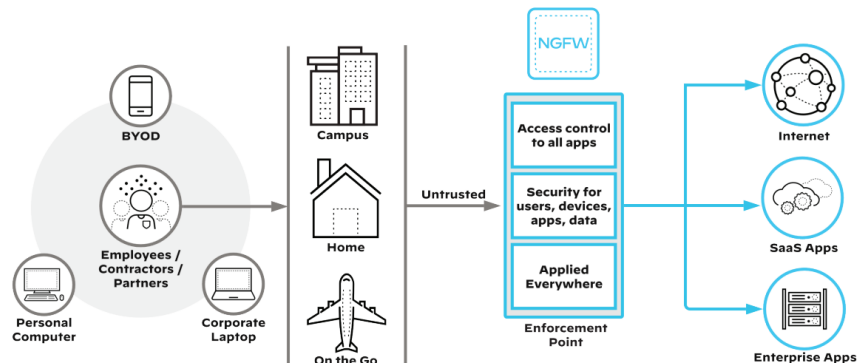 NGFW
BYOD
Employees /
Contractors /
Partners
Personal
Computer
Corporate
Laptop
Campus
Home
On the Go
Untrusted
Access control
to all apps
Security for
users, devices,
apps, data
Applied
Everywhere
Enforcement
Point
Internet
SaaS Apps
Enterprise Apps